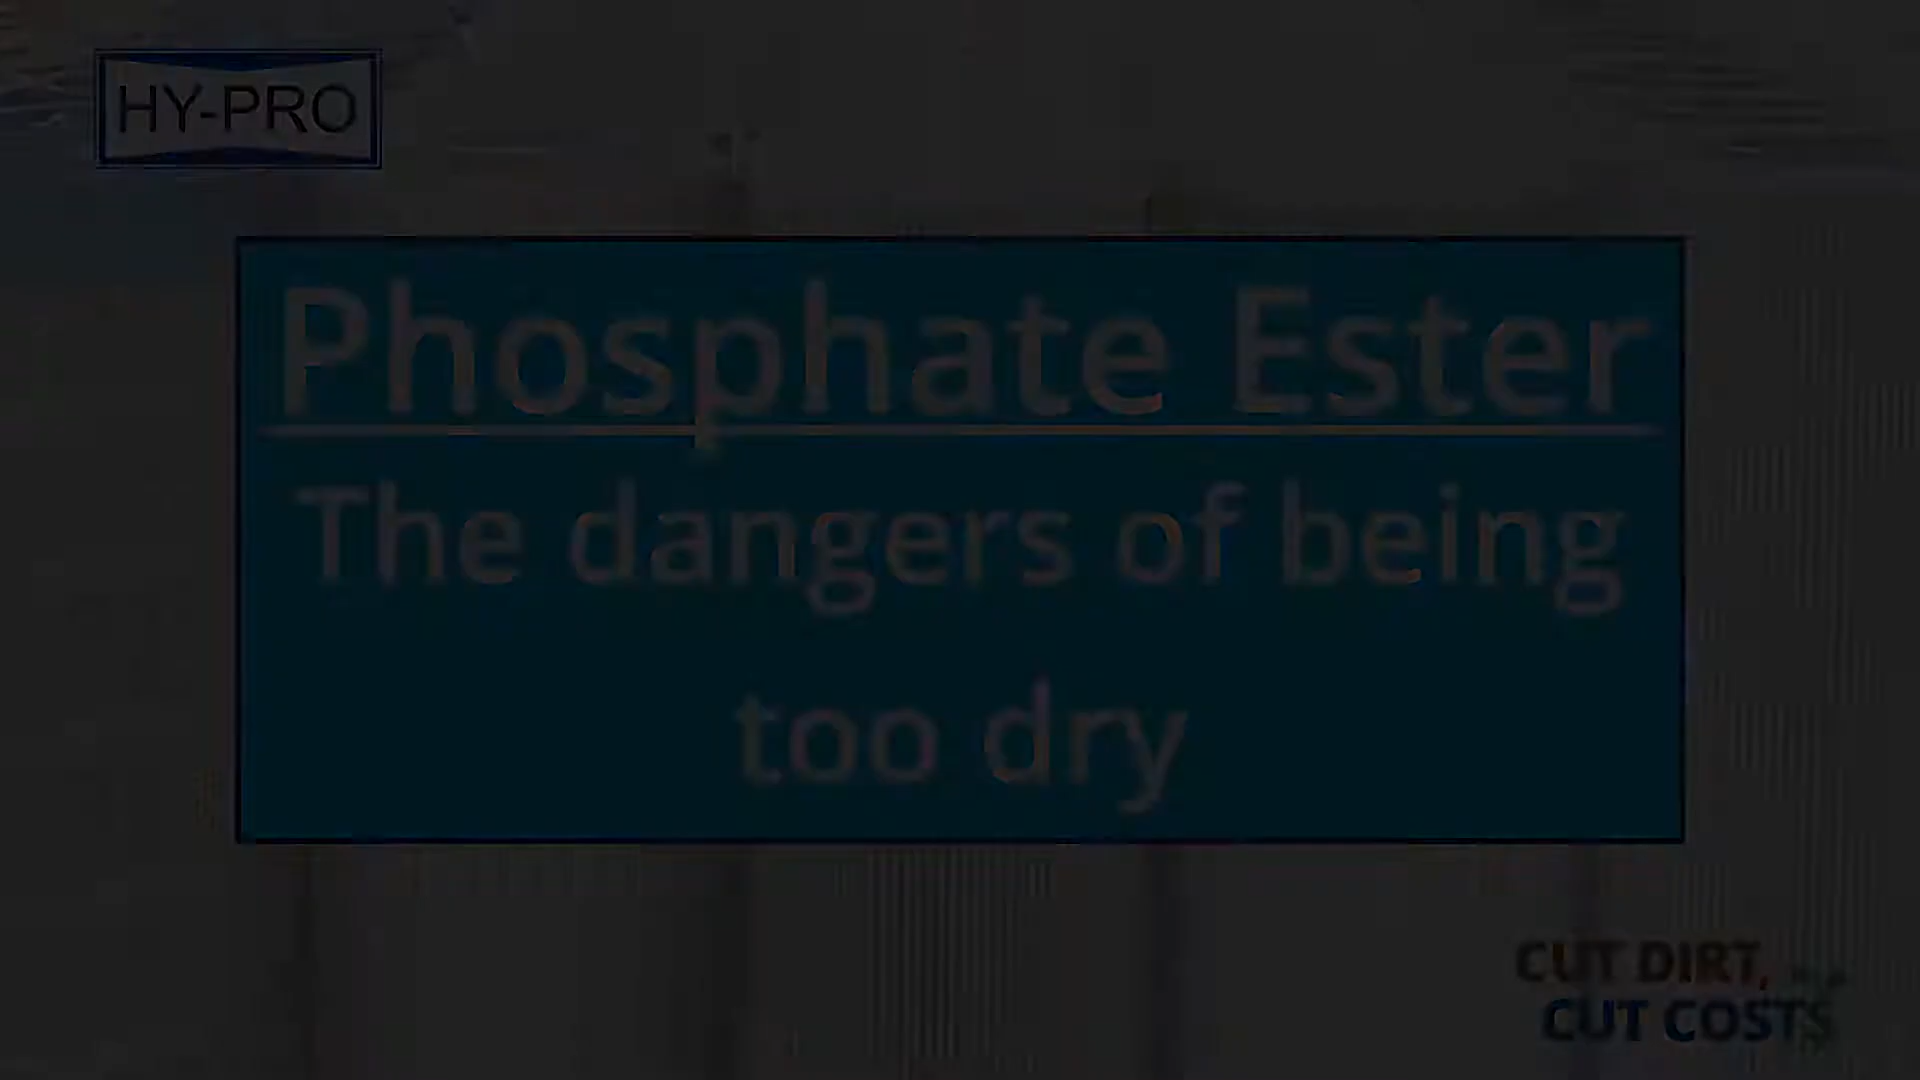 HY-PRO
Phosphate Ester
The dangers of being
too dry
CUT DIRT,
CUT COSTS